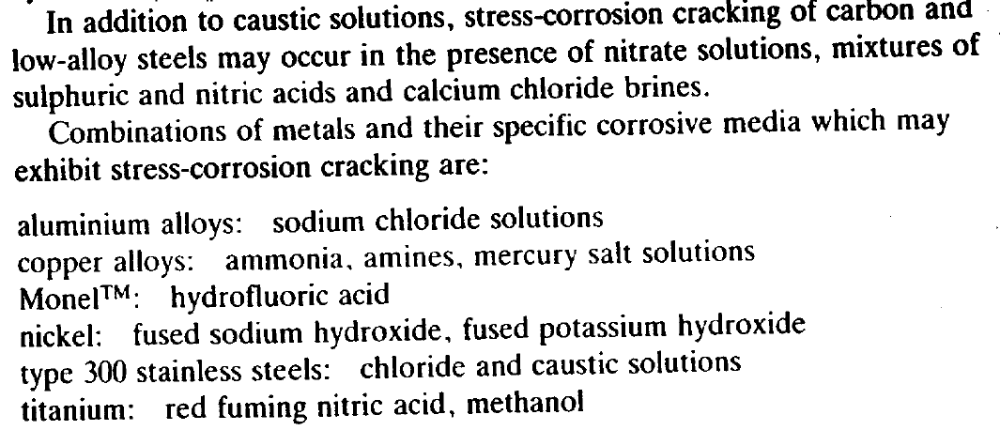 In addition to caustic solutions, stress-corrosion cracking of carbon and
low-alloy steels may occur in the presence of nitrate solutions, mixtures of
sulphuric and nitric acids and calcium chloride brines.
Combinations of metals and their specific corrosive media which may
exhibit stress-corrosion cracking are:
aluminium alloys: sodium chloride solutions
copper alloys: ammonia, amines, mercury salt solutions
Monel™: hydrofluoric acid
nickel: fused sodium hydroxide, fused potassium hydroxide
type 300 stainless steels: chloride and caustic solutions
titanium: red fuming nitric acid, methanol